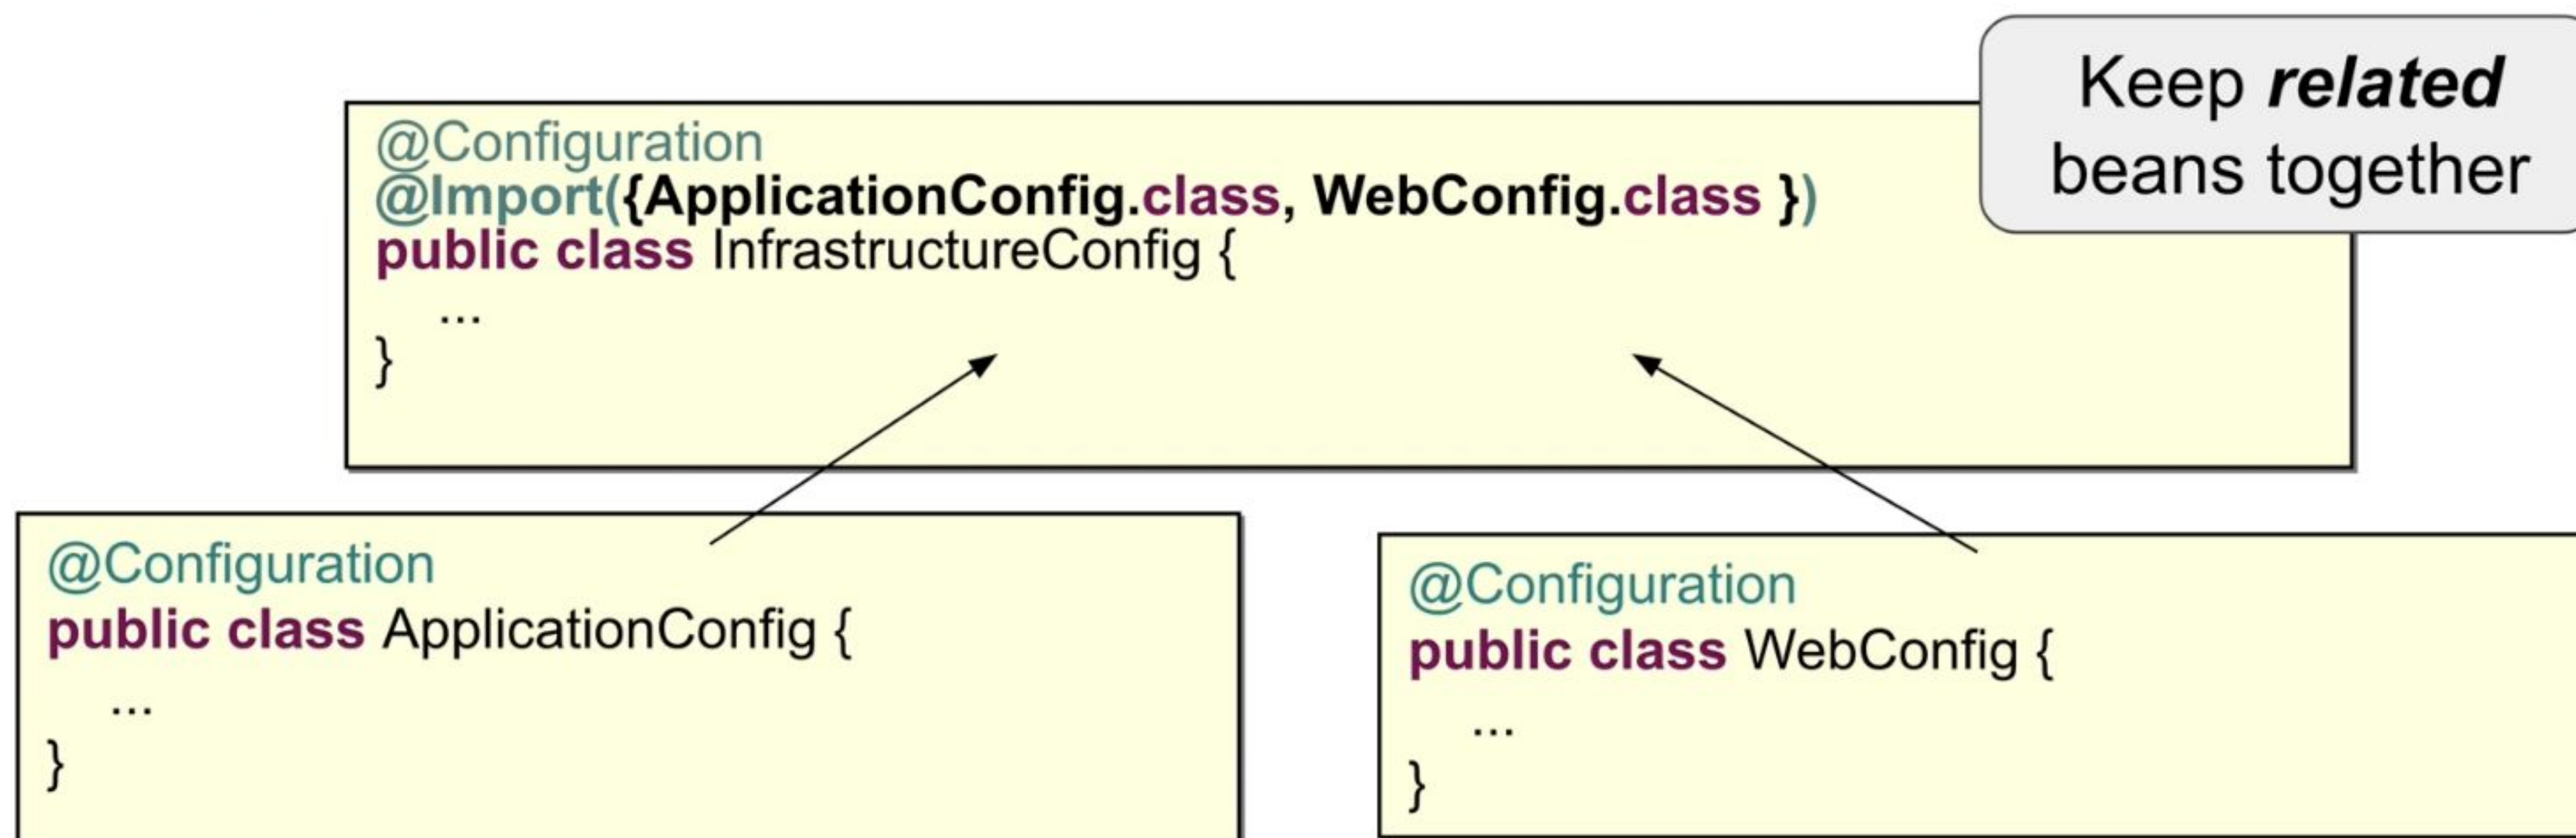 Keep related
beans together
@Configuration
@Import({ApplicationConfig.class, WebConfig.class })
public class InfrastructureConfig {
...
}
@Configuration
public class ApplicationConfig {
...
}
@Configuration
public class WebConfig {
...
}